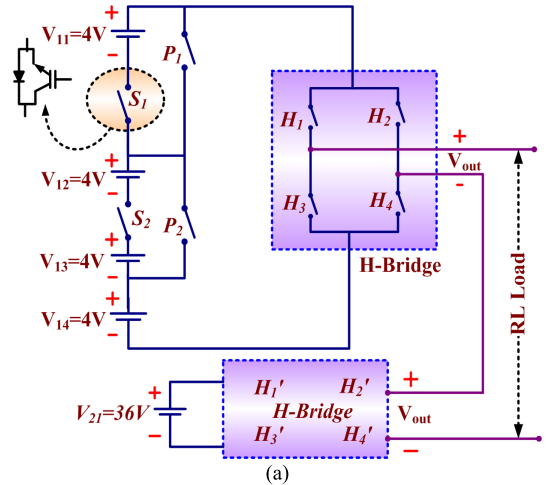 V11=4V
+
−
P1
S1
H1
H2
+
Vout
−
V12=4V
+
−
H3
H4
S2
P2
V13=4V
+
−
H-Bridge
V14=4V
+
−
RL Load
V21=36V
+
−
H1'
H2'
H-Bridge
H3'
H4'
+
Vout
−
(a)